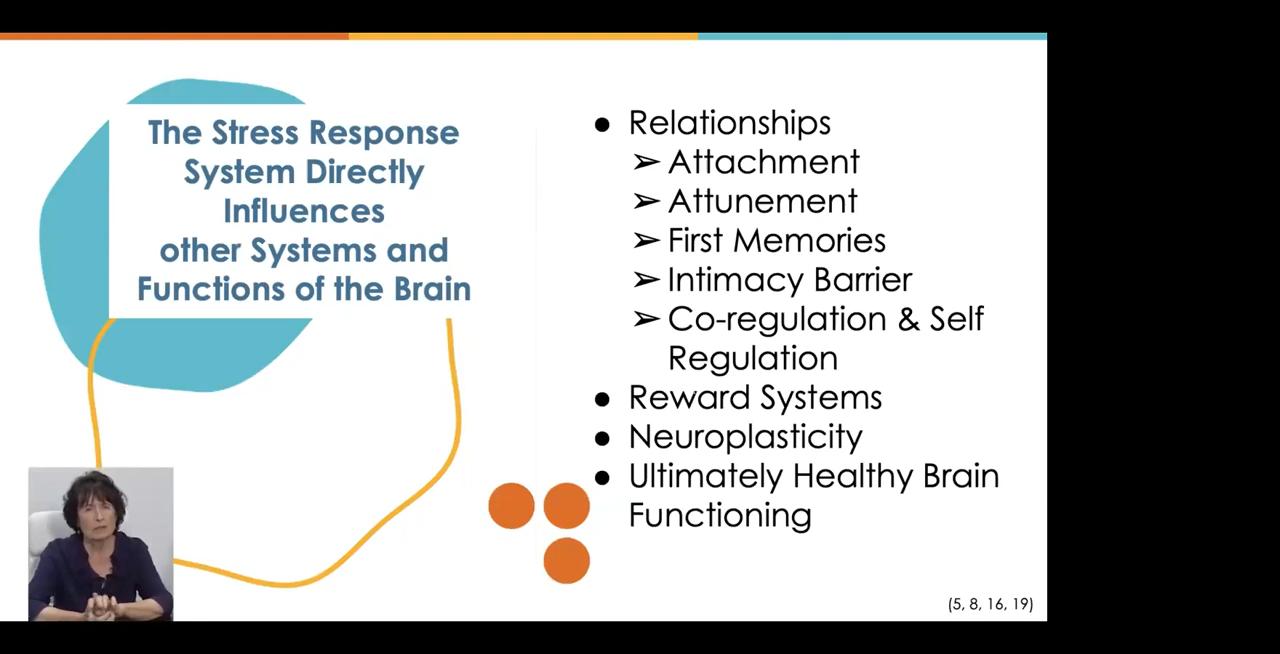 The Stress Response
System Directly
Influences
other Systems and
Functions of the Brain
● Relationships
➢ Attachment
➢ Attunement
➢ First Memories
➢ Intimacy Barrier
➢ Co-regulation & Self
Regulation
● Reward Systems
● Neuroplasticity
● Ultimately Healthy Brain
Functioning
(5, 8, 16, 19)